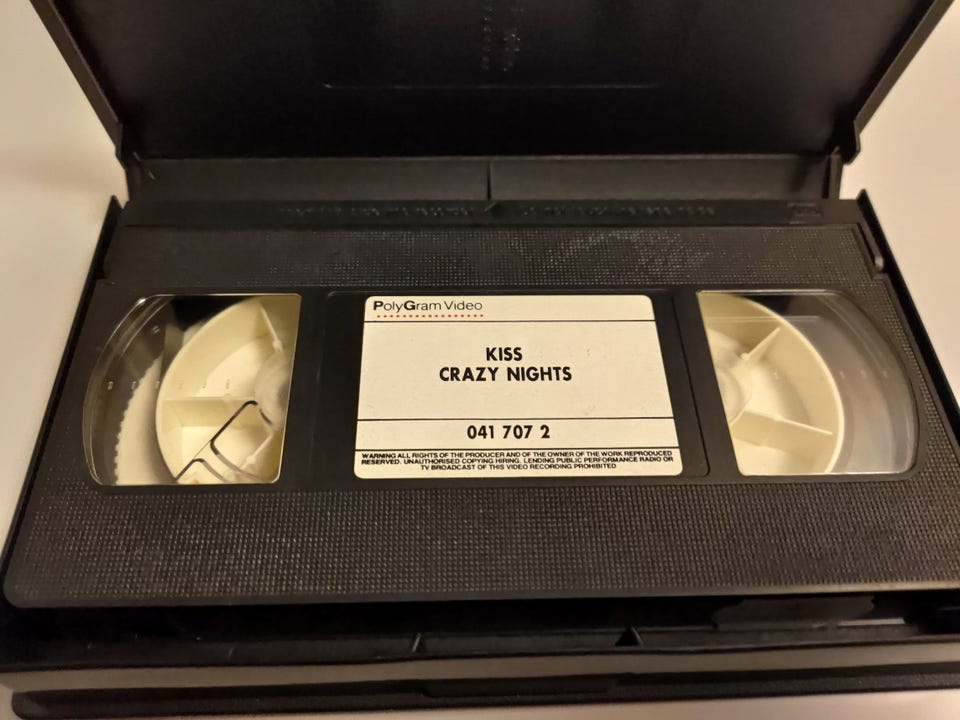 PolyGram Video
KISS
CRAZY NIGHTS
041 707 2
WARNING ALL RIGHTS OF THE PRODUCER AND OF THE OWNER OF THE WORK REPRODUCED
RESERVED. UNAUTHORISED COPYING HIRING, LENDING PUBLIC PERFORMANCE RADIO OR
TV BROADCAST OF THIS VIDEO RECORDING PROHIBITED